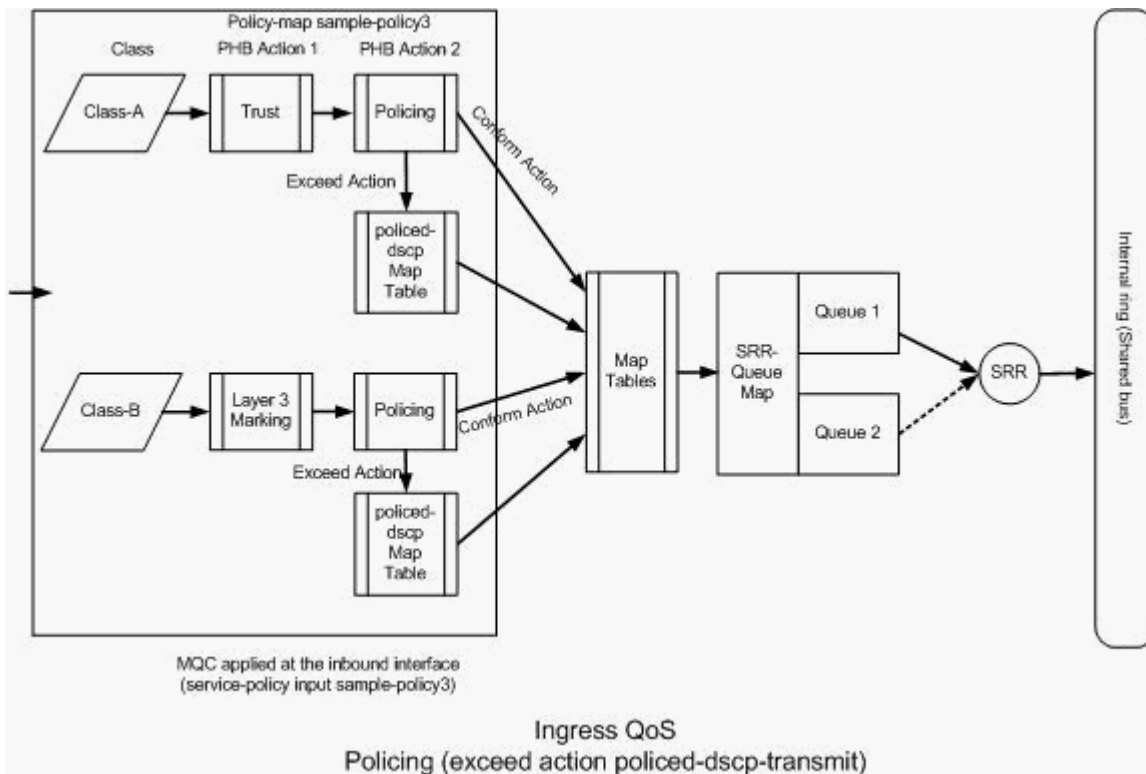 Policy-map sample-policy3
Class
PHB Action 1
PHB Action 2
Class-A
Trust
Policing
Conform Action
Exceed Action
policed-
dscp
Map
Table
Class-B
Layer 3
Marking
Policing
Conform Action
Exceed Action
policed-
dscp
Map
Table
Map
Tables
SRR-
Queue
Map
Queue 1
Queue 2
SRR
Internal ring (Shared bus)
MQC applied at the inbound interface
(service-policy input sample-policy3)
Ingress QoS
Policing (exceed action policed-dscp-transmit)